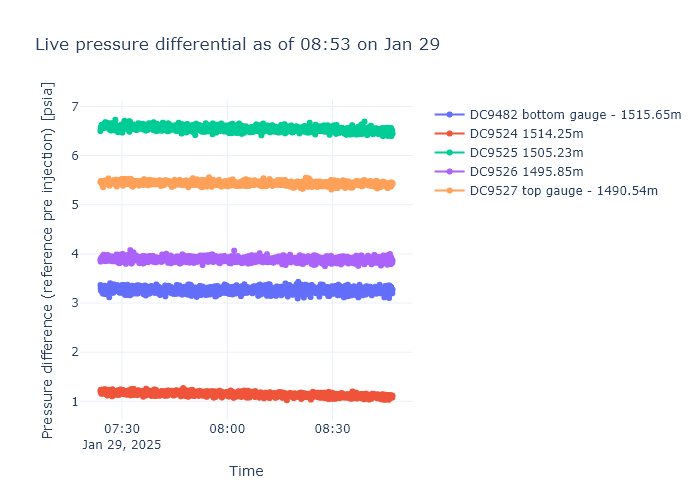 Live pressure differential as of 08:53 on Jan 29
Pressure difference (reference pre injection) [psia]
7
6
5
4
3
2
1
07:30
Jan 29, 2025
08:00
08:30
Time
DC9482 bottom gauge - 1515.65m
DC9524 1514.25m
DC9525 1505.23m
DC9526 1495.85m
DC9527 top gauge - 1490.54m